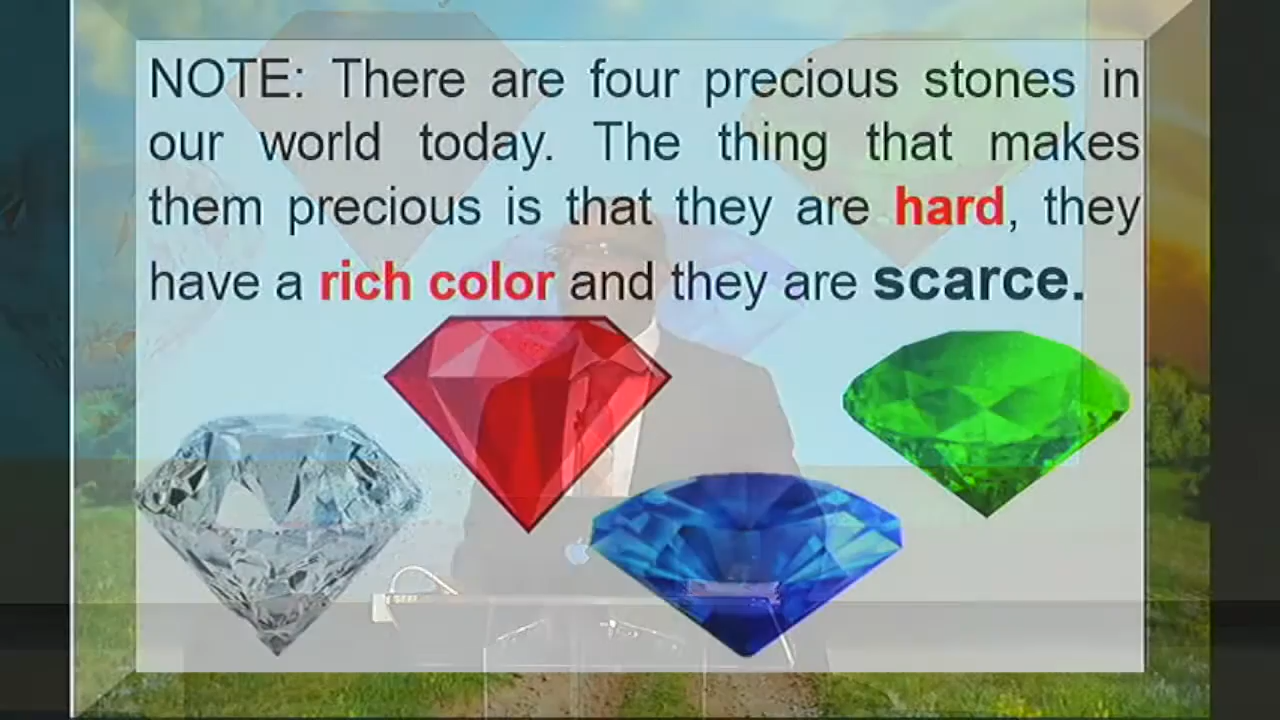 NOTE: There are four precious stones in
our world today. The thing that makes
them precious is that they are hard, they
have a rich color and they are scarce.